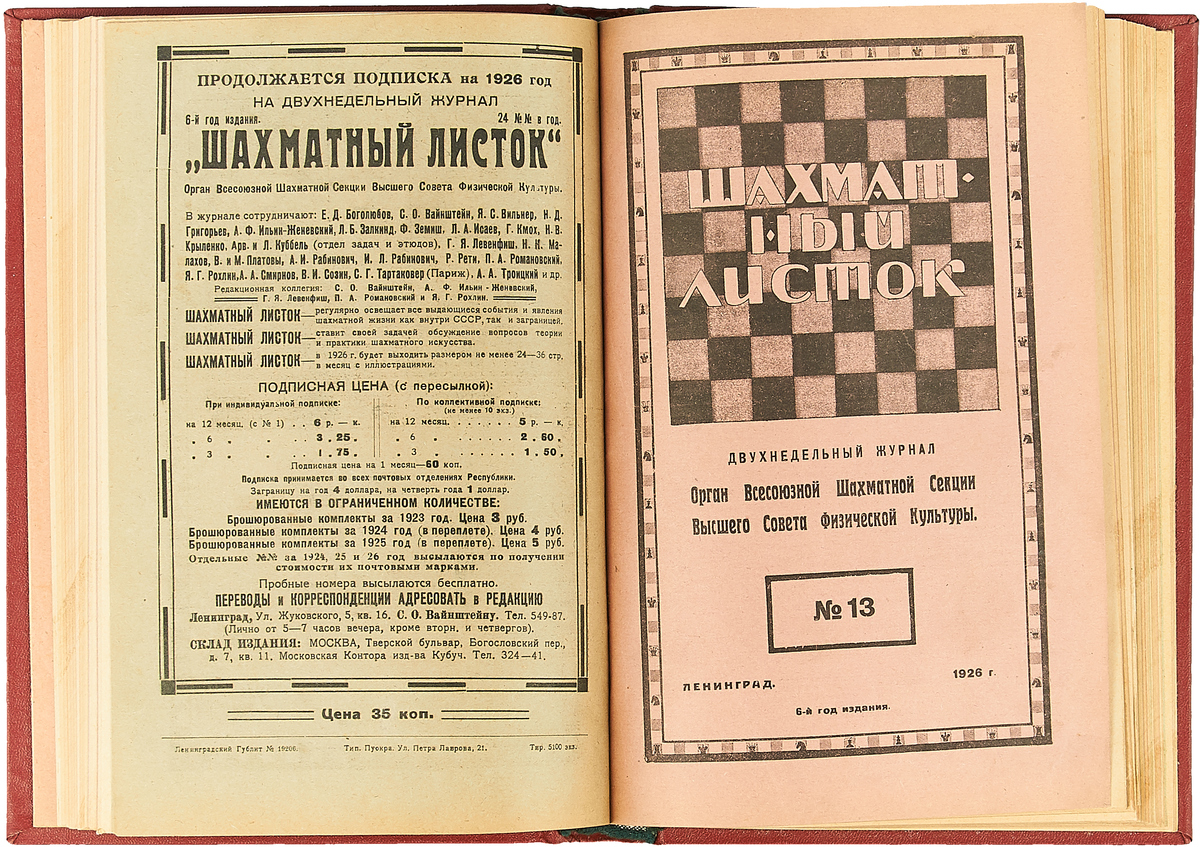 ПРОДОЛЖАЕТСЯ ПОДПИСКА на 1926 год
НА ДВУХНЕДЕЛЬНЫЙ ЖУРНАЛ
6-й год издания. 24 №№ в год.
„ШАХМАТНЫЙ ЛИСТОК“
Орган Всесоюзной Шахматной Секции Высшего Совета Физической Культуры.
В журнале сотрудничают: Е. Д. Боголюбов, С. О. Вайнштейн, Я. С. Вильнер, Н. Д.
Григорьев, А. Ф. Ильин-Женевский, Л. Б. Залкинд, Ф. Земиш, Л. А. Исаев, Г. Кмох, Н. В.
Крыленко, Арв. и Л. Куббель (отдел задач и этюдов), Г. Я. Левенфиш, Н. К. Ма-
лахов, В. и М. Платовы, А. И. Рабинович, И. Л. Рабинович, Р. Рети, П. А. Романовский,
Я. Г. Рохлин, А. А. Смирнов, В. И. Созин, С. Г. Тартаковер (Париж), А. А. Троицкий и др.
Редакционная коллегия: С. О. Вайнштейн, А. Ф. Ильин-Женевский,
Г. Я. Левенфиш, П. А. Романовский и Я. Г. Рохлин.
ШАХМАТНЫЙ ЛИСТОК—регулярно освещает все выдающиеся события и явления
шахматной жизни как внутри СССР, так и заграницей.
ШАХМАТНЫЙ ЛИСТОК—ставит своей задачей обсуждение вопросов теории
и практики шахматного искусства.
ШАХМАТНЫЙ ЛИСТОК—в 1926 г. будет выходить размером не менее 24—36 стр.
в месяц с иллюстрациями.
ПОДПИСНАЯ ЦЕНА (с пересылкой):
При индивидуальной подписке: По коллективной подписке:
(не менее 10 экз.)
на 12 месяц. (с № 1) . . 6 р. — к. на 12 месяц. . . . . . . 5 р. — к.
„ 6 „ „ . . 3 . 25 . „ 6 „ . . . . . . 2 . 60 .
„ 3 „ „ . . 1 . 75 . „ 3 „ . . . . . . 1 . 50 .
Подписная цена на 1 месяц—60 коп.
Подписка принимается во всех почтовых отделениях Республики.
Заграницу на год 4 доллара, на четверть года 1 доллар.
ИМЕЮТСЯ В ОГРАНИЧЕННОМ КОЛИЧЕСТВЕ:
Брошюрованные комплекты за 1923 год. Цена 3 руб.
Брошюрованные комплекты за 1924 год (в переплете). Цена 4 руб.
Брошюрованные комплекты за 1925 год (в переплете). Цена 5 руб.
Отдельные №№ за 1924, 25 и 26 год высылаются по получении
стоимости их почтовыми марками.
Пробные номера высылаются бесплатно.
ПЕРЕВОДЫ и КОРРЕСПОНДЕНЦИИ АДРЕСОВАТЬ в РЕДАКЦИЮ
Ленинград, Ул. Жуковского, 5, кв. 16. С. О. Вайнштейну. Тел. 549-87.
(Лично от 5—7 часов вечера, кроме вторн. и четвергов).
СКЛАД ИЗДАНИЯ: МОСКВА, Тверской бульвар, Богословский пер.,
д. 7, кв. 11. Московская Контора изд-ва Кубуч. Тел. 324—41.
Цена 35 коп.
Ленинградский Гублит № 19206. Тип. Пуокра. Ул. Петра Лаврова, 21. Тир. 5100 экз.
ШАХМАТ-
НЫЙ
ЛИСТОК
ДВУХНЕДЕЛЬНЫЙ ЖУРНАЛ
Орган Всесоюзной Шахматной Секции
Высшего Совета Физической Культуры.
№ 13
ЛЕНИНГРАД. 1926 г.
6-й год издания.